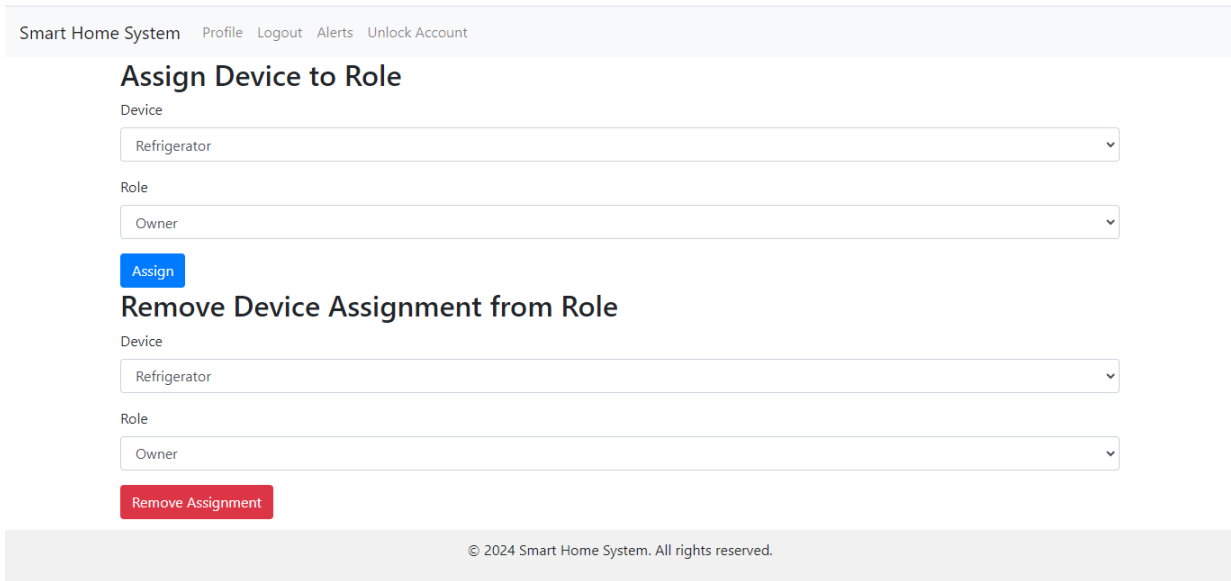 Smart Home System Profile Logout Alerts Unlock Account
Assign Device to Role
Device
Refrigerator
Role
Owner
Assign
Remove Device Assignment from Role
Device
Refrigerator
Role
Owner
Remove Assignment
© 2024 Smart Home System. All rights reserved.